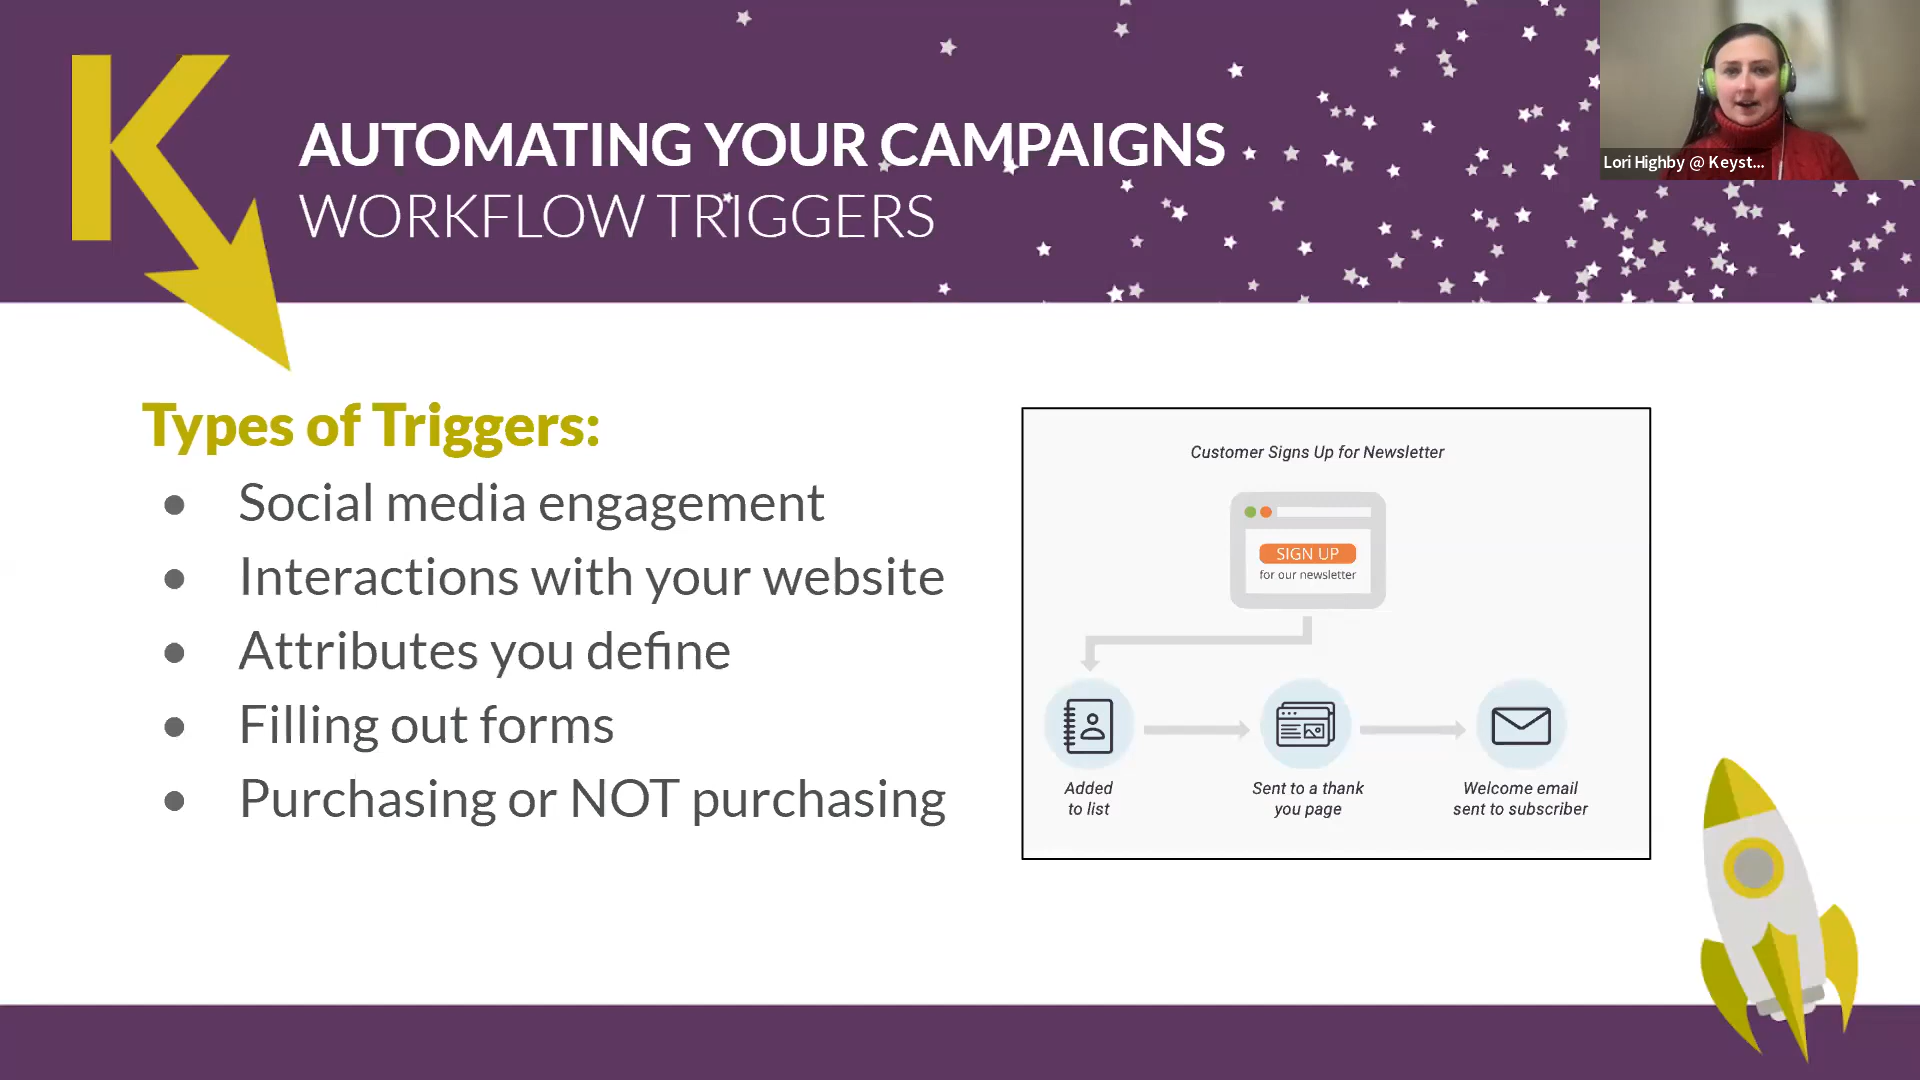 K
AUTOMATING YOUR CAMPAIGNS
WORKFLOW TRIGGERS
Lori Highby @ Keyst...
Types of Triggers:
• Social media engagement
• Interactions with your website
• Attributes you define
• Filling out forms
• Purchasing or NOT purchasing
Customer Signs Up for Newsletter
SIGN UP
for our newsletter
Added
to list
Sent to a thank
you page
Welcome email
sent to subscriber